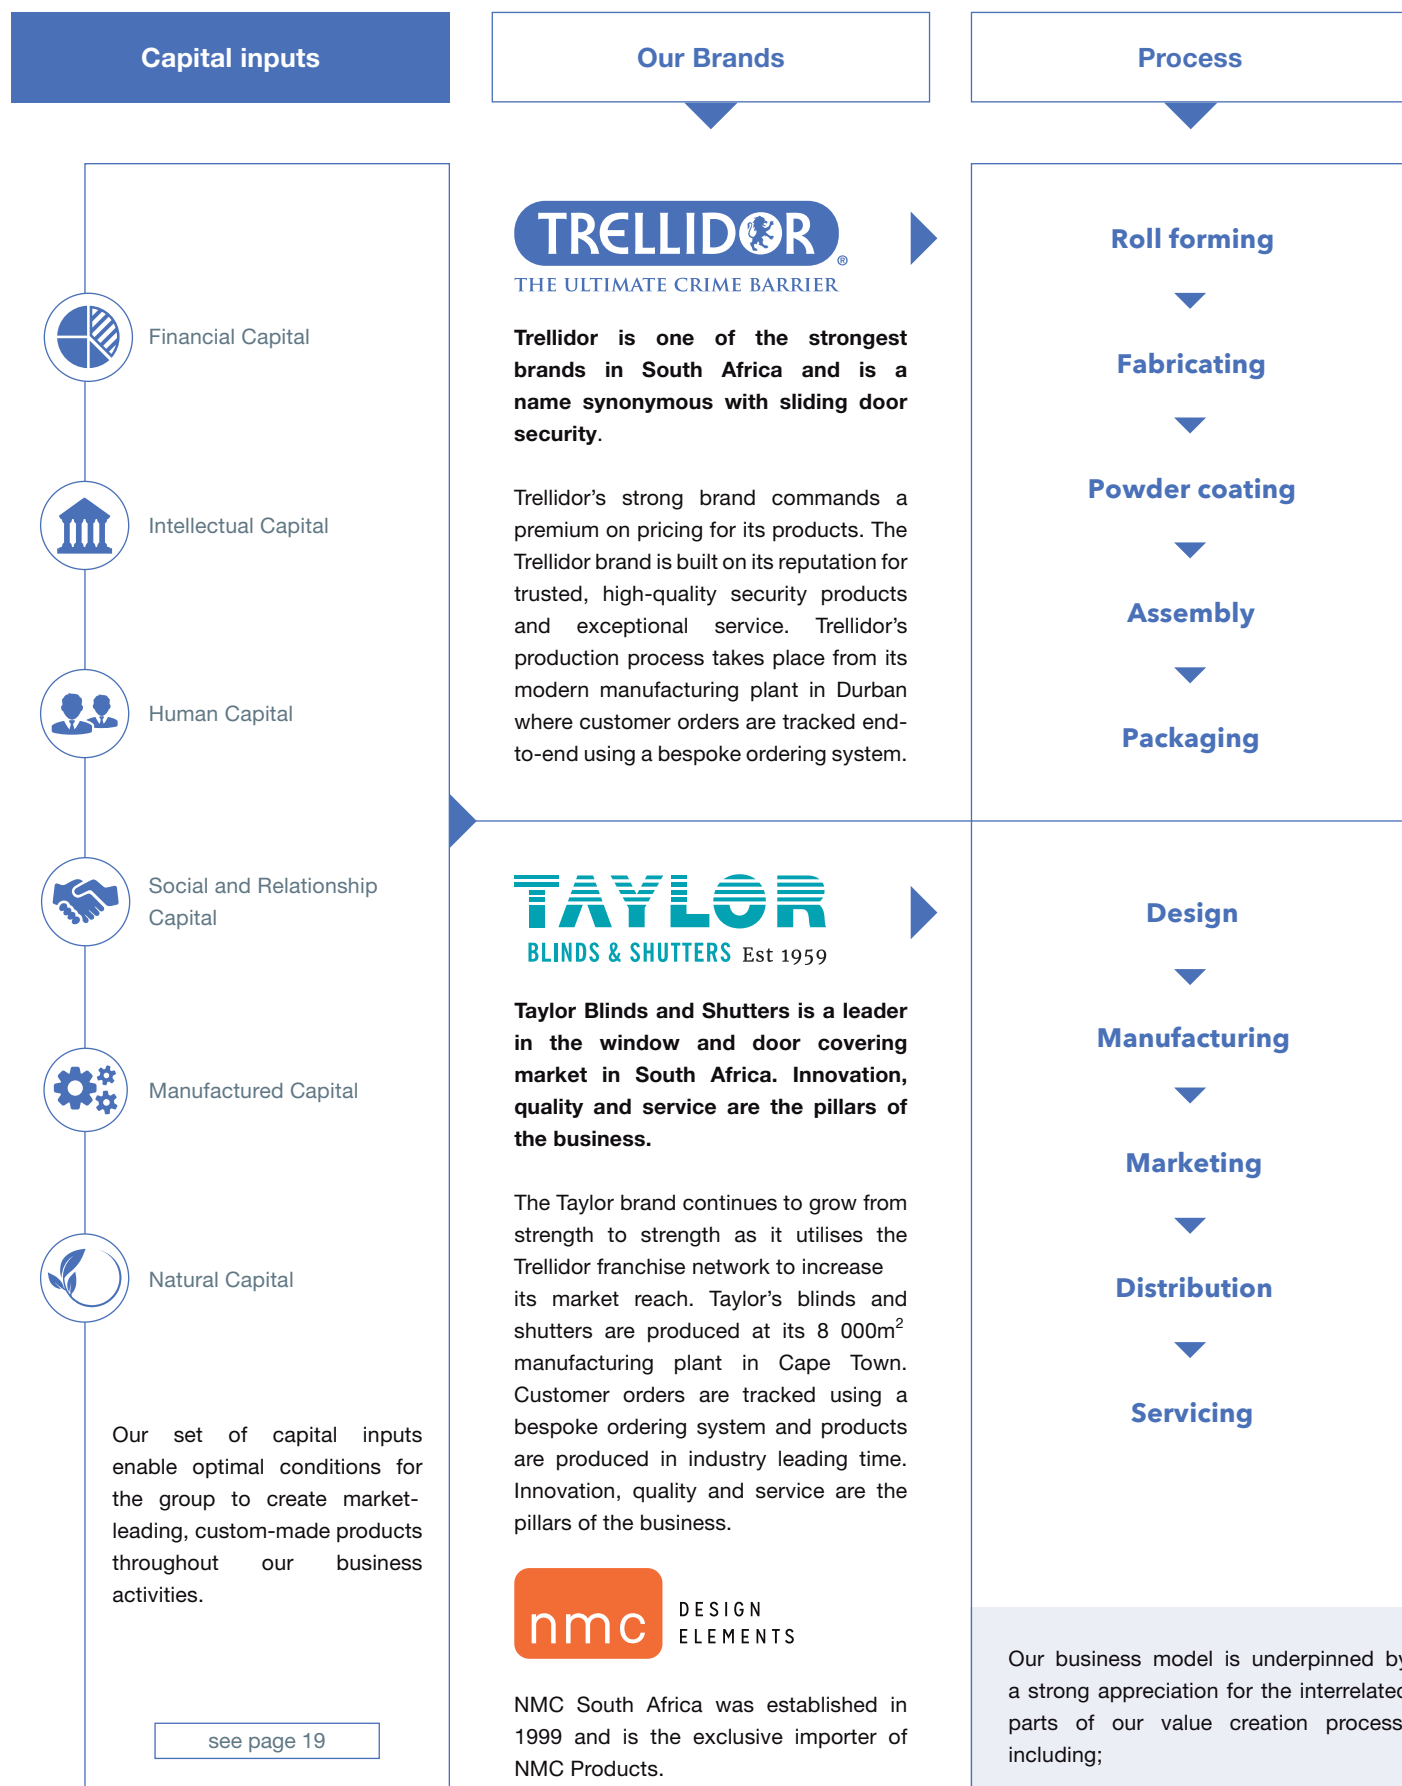 Capital inputs
Financial Capital
Intellectual Capital
Human Capital
Social and Relationship
Capital
Manufactured Capital
Natural Capital
Our set of capital inputs
enable optimal conditions for
the group to create market-
leading, custom-made products
throughout our business
activities.
see page 19
Our Brands
TRELLIDOR
®
THE ULTIMATE CRIME BARRIER
Trellidor is one of the strongest
brands in South Africa and is a
name synonymous with sliding door
security.
Trellidor’s strong brand commands a
premium on pricing for its products. The
Trellidor brand is built on its reputation for
trusted, high-quality security products
and exceptional service. Trellidor’s
production process takes place from its
modern manufacturing plant in Durban
where customer orders are tracked end-
to-end using a bespoke ordering system.
TAYLOR
BLINDS & SHUTTERS Est 1959
Taylor Blinds and Shutters is a leader
in the window and door covering
market in South Africa. Innovation,
quality and service are the pillars of
the business.
The Taylor brand continues to grow from
strength to strength as it utilises the
Trellidor franchise network to increase
its market reach. Taylor’s blinds and
shutters are produced at its 8 000m²
manufacturing plant in Cape Town.
Customer orders are tracked using a
bespoke ordering system and products
are produced in industry leading time.
Innovation, quality and service are the
pillars of the business.
nmc
DESIGN
ELEMENTS
NMC South Africa was established in
1999 and is the exclusive importer of
NMC Products.
Process
Roll forming
Fabricating
Powder coating
Assembly
Packaging
Design
Manufacturing
Marketing
Distribution
Servicing
Our business model is underpinned by
a strong appreciation for the interrelated
parts of our value creation process
including;